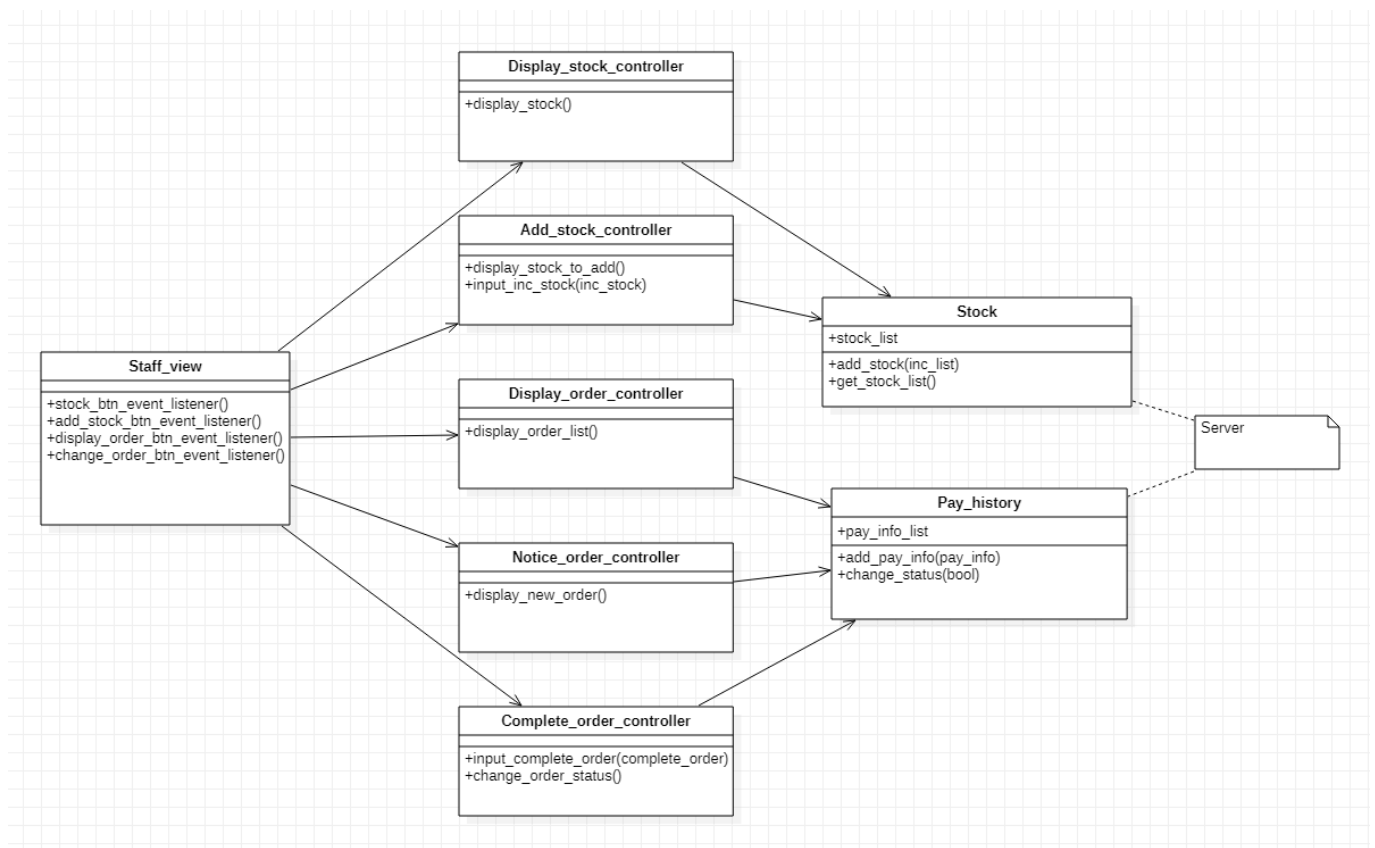 Display_stock_controller
+display_stock()
Add_stock_controller
+display_stock_to_add()
+input_inc_stock(inc_stock)
Stock
+stock_list
+add_stock(inc_list)
+get_stock_list()
Staff_view
+stock_btn_event_listener()
+add_stock_btn_event_listener()
+display_order_btn_event_listener()
+change_order_btn_event_listener()
Display_order_controller
+display_order_list()
Server
Pay_history
+pay_info_list
+add_pay_info(pay_info)
+change_status(bool)
Notice_order_controller
+display_new_order()
Complete_order_controller
+input_complete_order(complete_order)
+change_order_status()